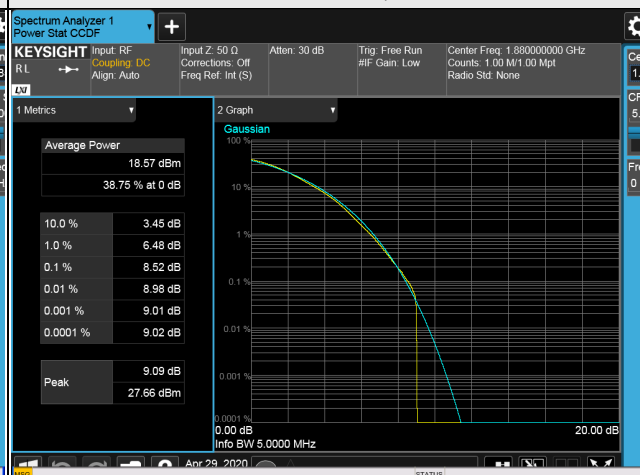 Spectrum Analyzer 1
Power Stat CCDF
KEYSIGHT
R L
LXI
Input: RF
Coupling: DC
Align: Auto
Input Z: 50 Ω
Corrections: Off
Freq Ref: Int (S)
Atten: 30 dB
Trig: Free Run
#IF Gain: Low
Center Freq: 1.880000000 GHz
Counts: 1.00 M/1.00 Mpt
Radio Std: None
1 Metrics
Average Power
18.57 dBm
38.75 % at 0 dB
10.0 % 3.45 dB
1.0 % 6.48 dB
0.1 % 8.52 dB
0.01 % 8.98 dB
0.001 % 9.01 dB
0.0001 % 9.02 dB
Peak
9.09 dB
27.66 dBm
2 Graph
Gaussian
100 %
10 %
1 %
0.1 %
0.01 %
0.001 %
0.0001 %
0.00 dB 20.00 dB
Info BW 5.0000 MHz
Apr 29, 2020
MSG STATUS